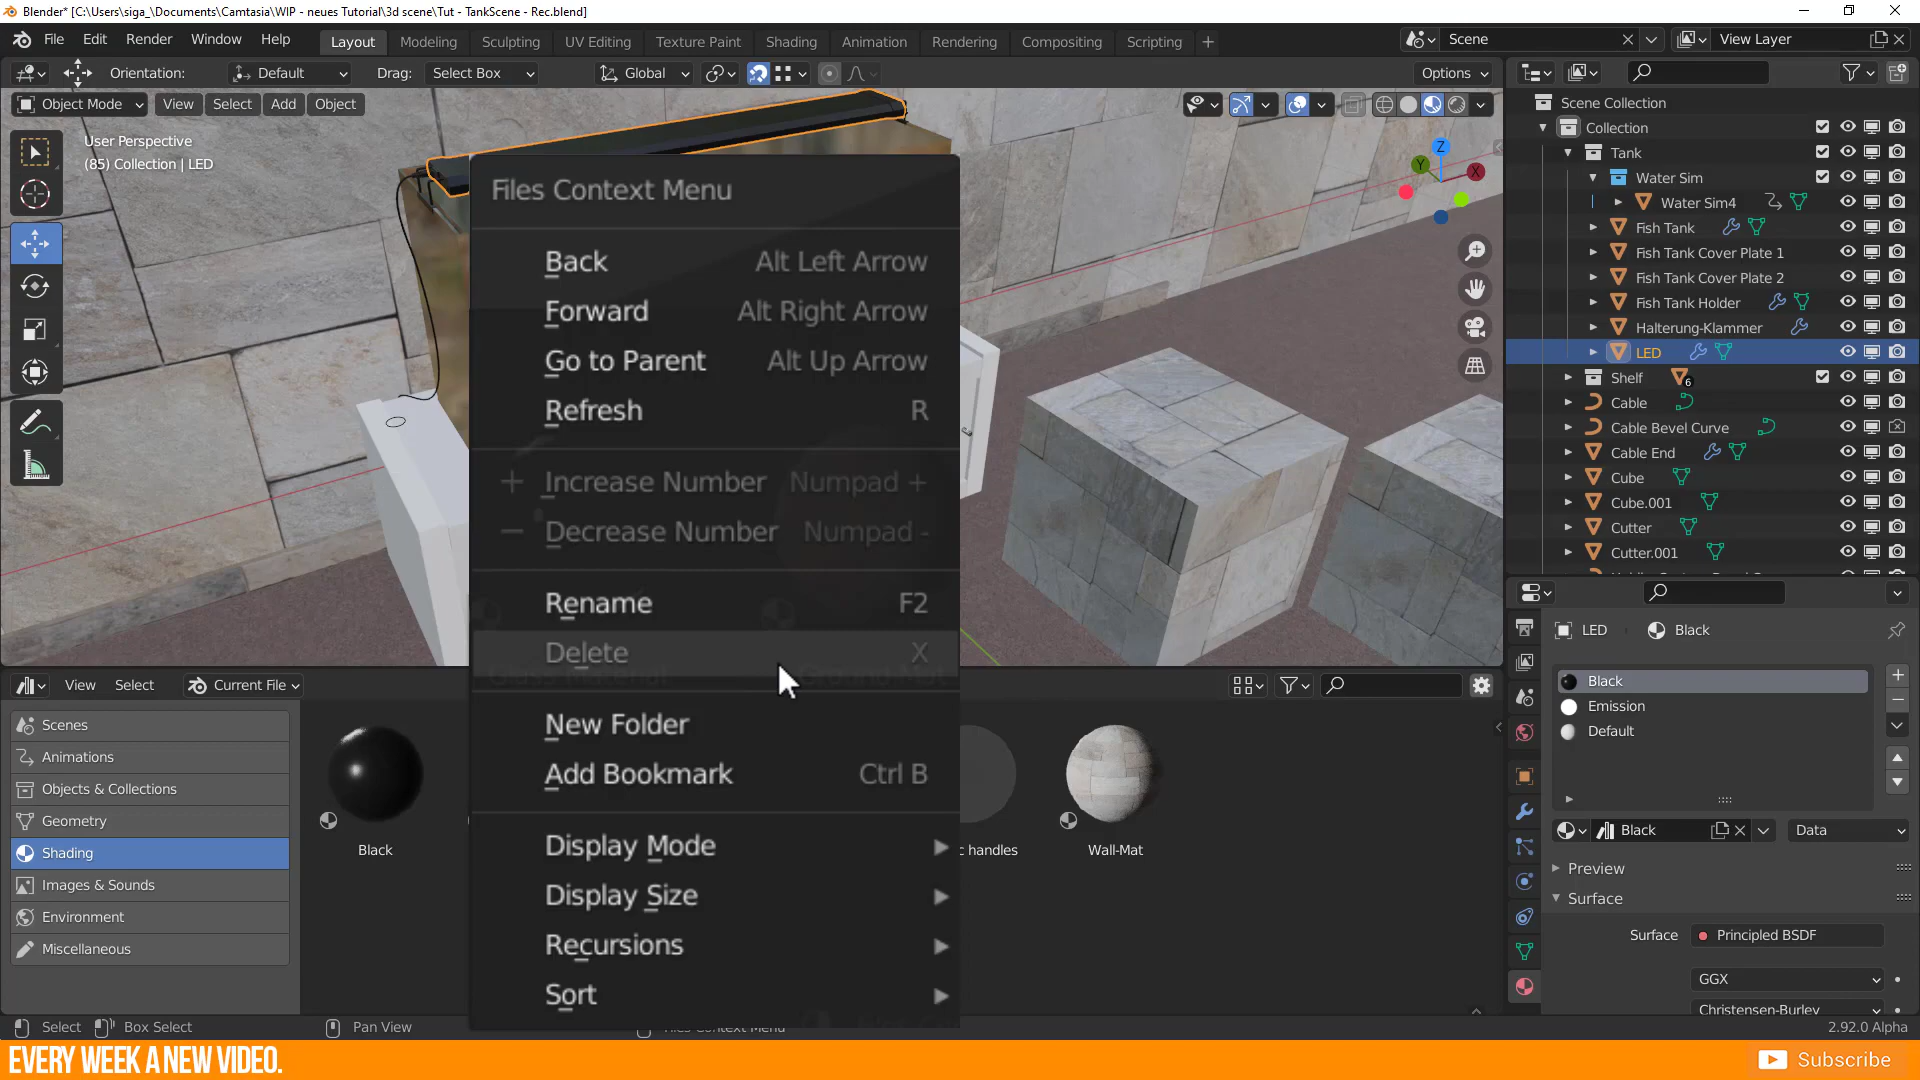 Blender* [C:\Users\siga_\Documents\Camtasia\WIP - neues Tutorial\3d scene\Tut - TankScene - Rec.blend]
File Edit Render Window Help Layout Modeling Sculpting UV Editing Texture Paint Shading Animation Rendering Compositing Scripting + Scene View Layer
Orientation: Default Drag: Select Box Global Options
Object Mode View Select Add Object
User Perspective
(85) Collection | LED
Z
Y
X
Files Context Menu
Back Alt Left Arrow
Forward Alt Right Arrow
Go to Parent Alt Up Arrow
Refresh R
Increase Number Numpad +
Decrease Number Numpad -
Rename F2
Delete X
New Folder
Add Bookmark Ctrl B
Display Mode
Display Size
Recursions
Sort
Scene Collection
Collection
Tank
Water Sim
Water Sim4
Fish Tank
Fish Tank Cover Plate 1
Fish Tank Cover Plate 2
Fish Tank Holder
Halterung-Klammer
LED
Shelf 6
Cable
Cable Bevel Curve
Cable End
Cube
Cube.001
Cutter
Cutter.001
LED Black
Black
Emission
Default
Black Data
Preview
Surface
Surface Principled BSDF
GGX
Christensen-Burley
View Select Current File
Scenes
Animations
Objects & Collections
Geometry
Shading
Images & Sounds
Environment
Miscellaneous
Black
c handles
Wall-Mat
Glass Material
Ground Mat
Select Box Select Pan View Files Context Menu 2.92.0 Alpha
EVERY WEEK A NEW VIDEO.
Subscribe